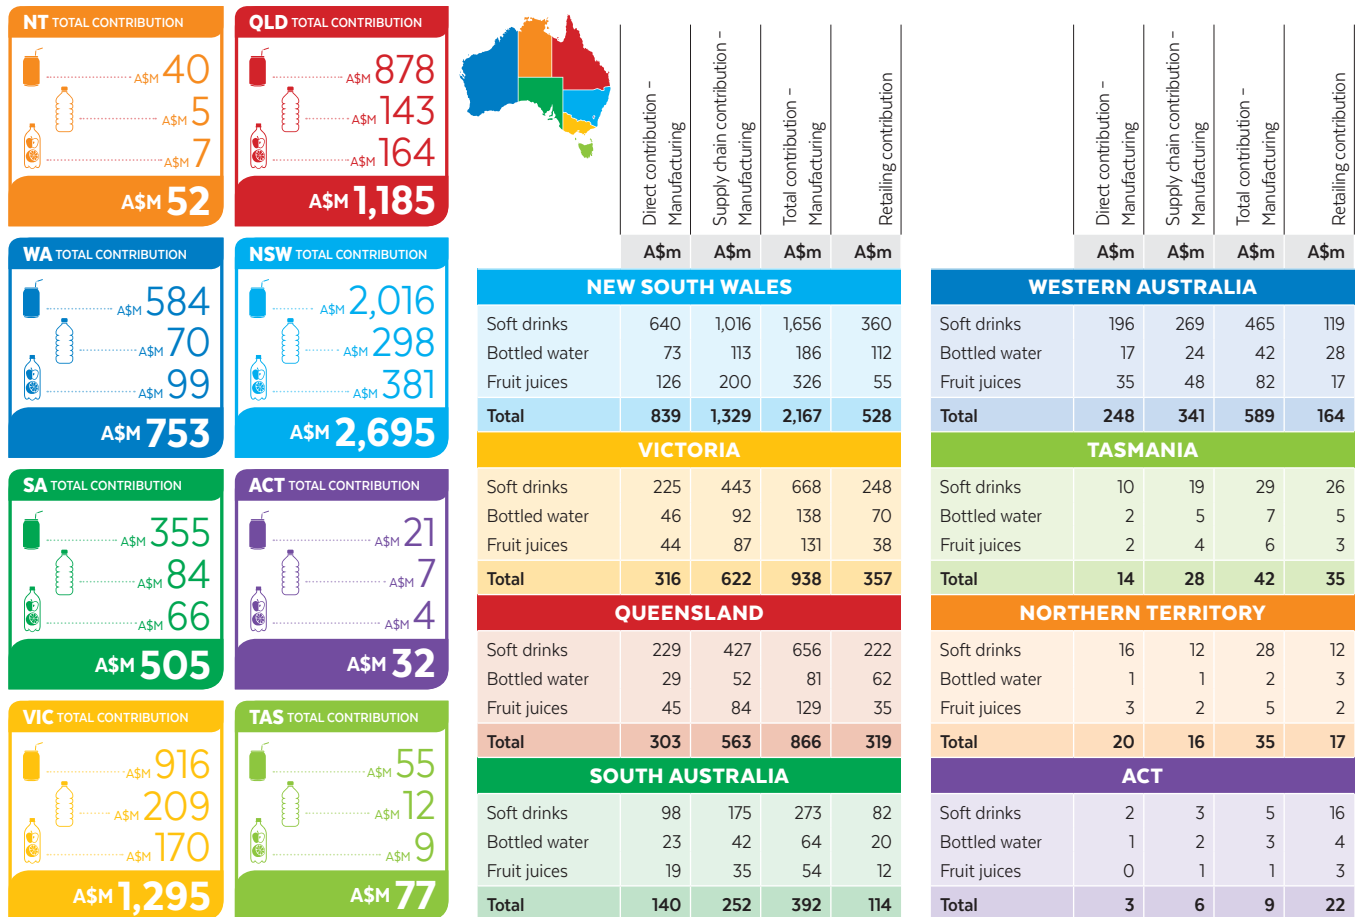 NT TOTAL CONTRIBUTION
A$M 40
A$M 5
A$M 7
A$M 52
QLD TOTAL CONTRIBUTION
A$M 878
A$M 143
A$M 164
A$M 1,185
WA TOTAL CONTRIBUTION
A$M 584
A$M 70
A$M 99
A$M 753
NSW TOTAL CONTRIBUTION
A$M 2,016
A$M 298
A$M 381
A$M 2,695
SA TOTAL CONTRIBUTION
A$M 355
A$M 84
A$M 66
A$M 505
ACT TOTAL CONTRIBUTION
A$M 21
A$M 7
A$M 4
A$M 32
VIC TOTAL CONTRIBUTION
A$M 916
A$M 209
A$M 170
A$M 1,295
TAS TOTAL CONTRIBUTION
A$M 55
A$M 12
A$M 9
A$M 77
Direct contribution –
Manufacturing
Supply chain contribution –
Manufacturing
Total contribution –
Manufacturing
Retailing contribution
A$m A$m A$m A$m
NEW SOUTH WALES
Soft drinks 640 1,016 1,656 360
Bottled water 73 113 186 112
Fruit juices 126 200 326 55
Total 839 1,329 2,167 528
VICTORIA
Soft drinks 225 443 668 248
Bottled water 46 92 138 70
Fruit juices 44 87 131 38
Total 316 622 938 357
QUEENSLAND
Soft drinks 229 427 656 222
Bottled water 29 52 81 62
Fruit juices 45 84 129 35
Total 303 563 866 319
SOUTH AUSTRALIA
Soft drinks 98 175 273 82
Bottled water 23 42 64 20
Fruit juices 19 35 54 12
Total 140 252 392 114
Direct contribution –
Manufacturing
Supply chain contribution –
Manufacturing
Total contribution –
Manufacturing
Retailing contribution
A$m A$m A$m A$m
WESTERN AUSTRALIA
Soft drinks 196 269 465 119
Bottled water 17 24 42 28
Fruit juices 35 48 82 17
Total 248 341 589 164
TASMANIA
Soft drinks 10 19 29 26
Bottled water 2 5 7 5
Fruit juices 2 4 6 3
Total 14 28 42 35
NORTHERN TERRITORY
Soft drinks 16 12 28 12
Bottled water 1 1 2 3
Fruit juices 3 2 5 2
Total 20 16 35 17
ACT
Soft drinks 2 3 5 16
Bottled water 1 2 3 4
Fruit juices 0 1 1 3
Total 3 6 9 22